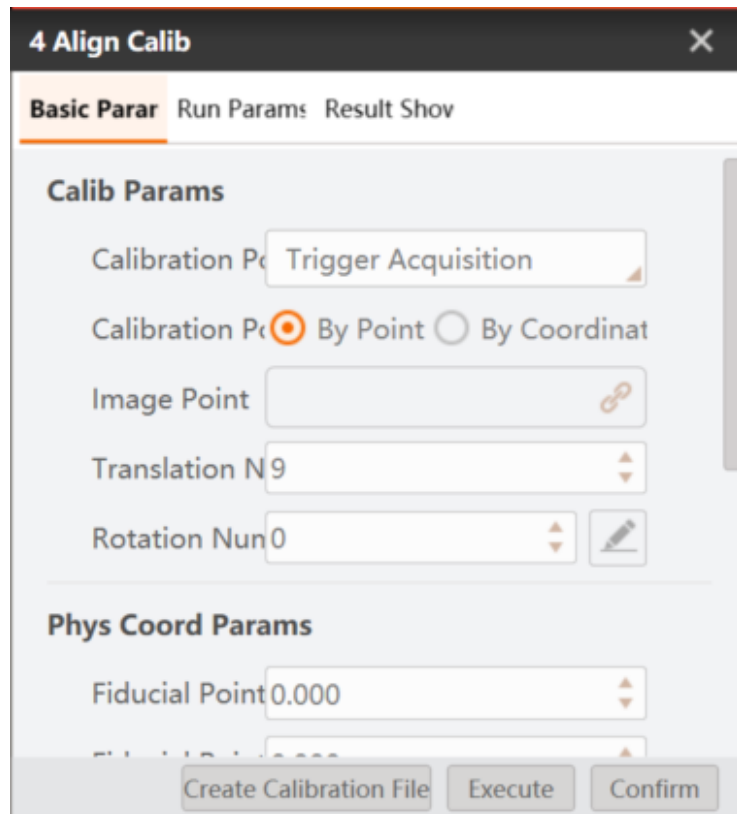 4 Align Calib
Basic Parar Run Params Result Shov
Calib Params
Calibration Po Trigger Acquisition
Calibration Po By Point By Coordinat
Image Point
Translation N 9
Rotation Nun 0
Phys Coord Params
Fiducial Point 0.000
Create Calibration File Execute Confirm